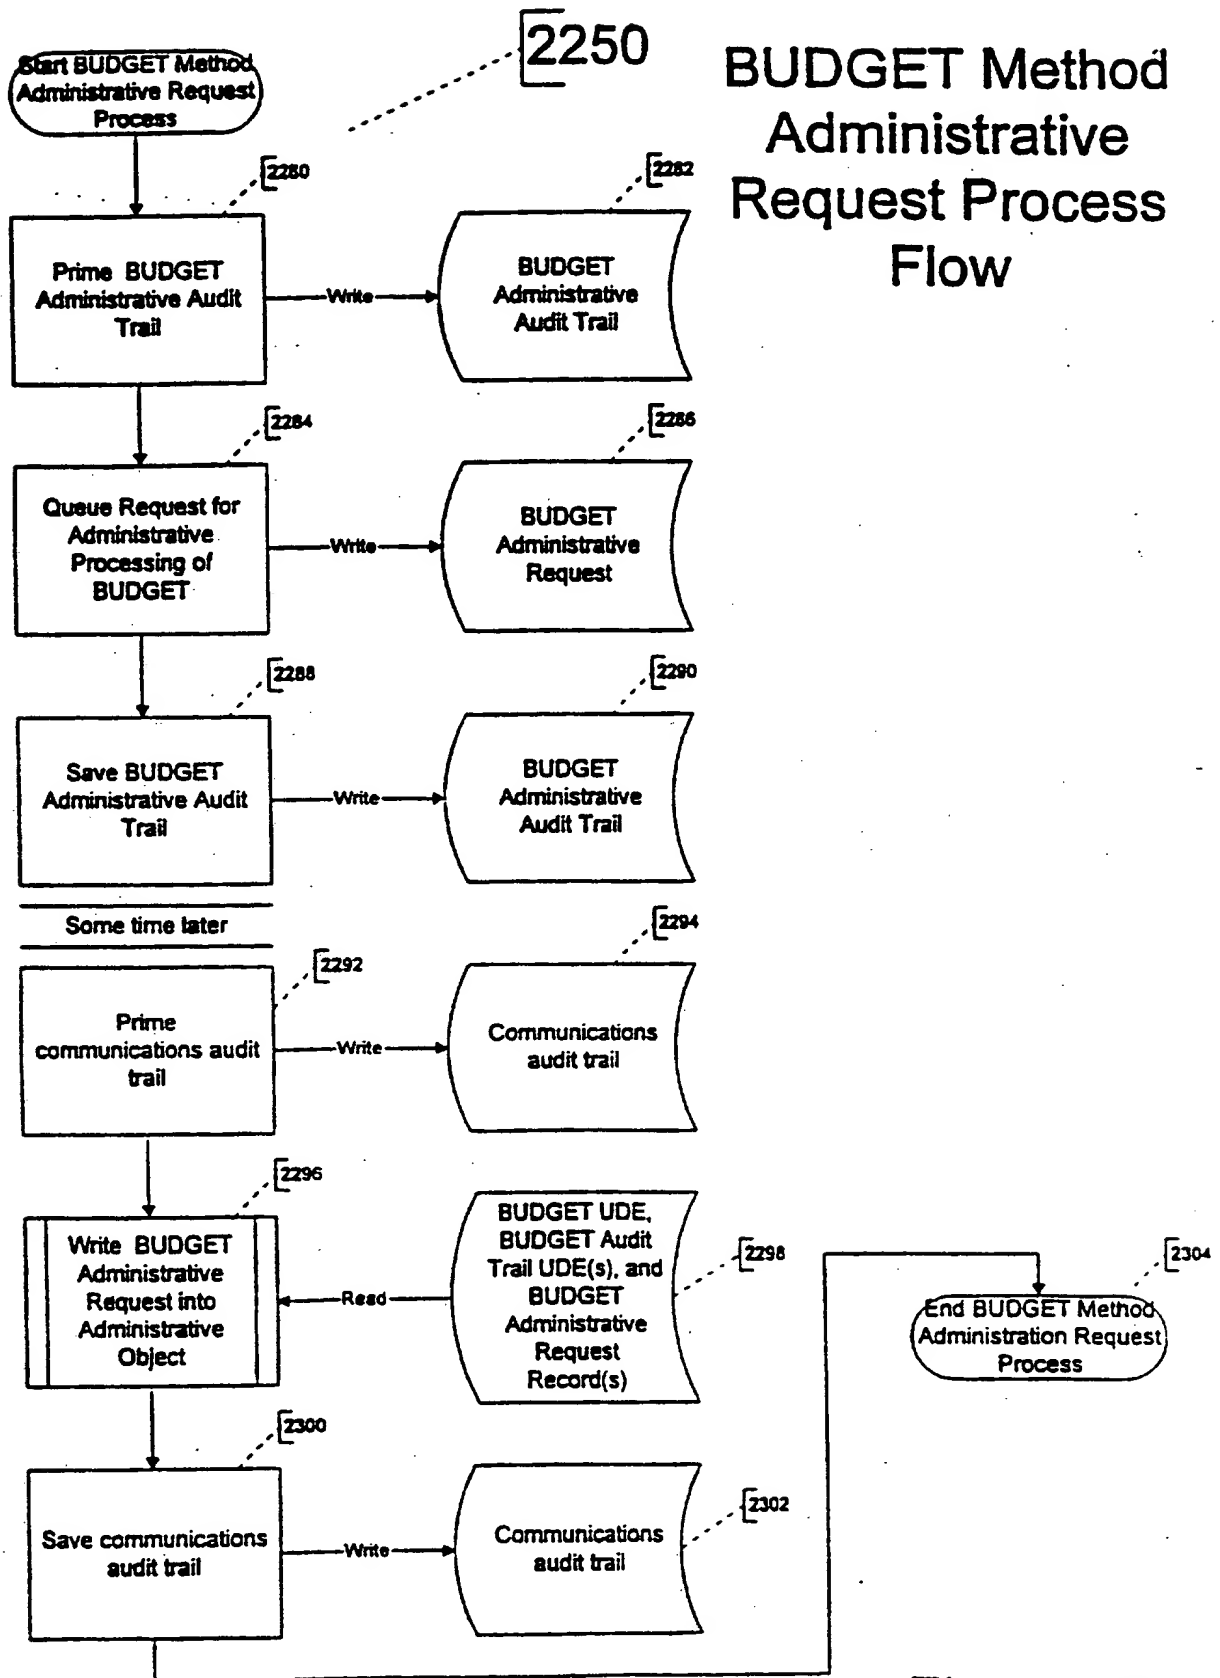 2250
BUDGET Method
Administrative
Request Process
Flow
Start BUDGET Method
Administrative Request
Process
2280
2282
Prime BUDGET
Administrative Audit
Trail
Write
BUDGET
Administrative
Audit Trail
2284
2286
Queue Request for
Administrative
Processing of
BUDGET
Write
BUDGET
Administrative
Request
2288
2290
Save BUDGET
Administrative Audit
Trail
Write
BUDGET
Administrative
Audit Trail
Some time later
2292
2294
Prime
communications audit
trail
Write
Communications
audit trail
2296
2298
Write BUDGET
Administrative
Request into
Administrative
Object
Read
BUDGET UDE,
BUDGET Audit
Trail UDE(s), and
BUDGET
Administrative
Request
Record(s)
2304
End BUDGET Method
Administration Request
Process
2300
2302
Save communications
audit trail
Write
Communications
audit trail